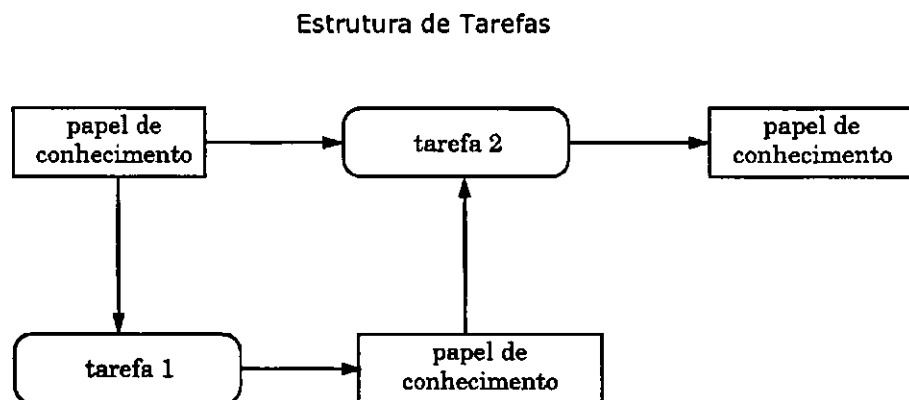 Estrutura de Tarefas
papel de
conhecimento
tarefa 2
papel de
conhecimento
tarefa 1
papel de
conhecimento